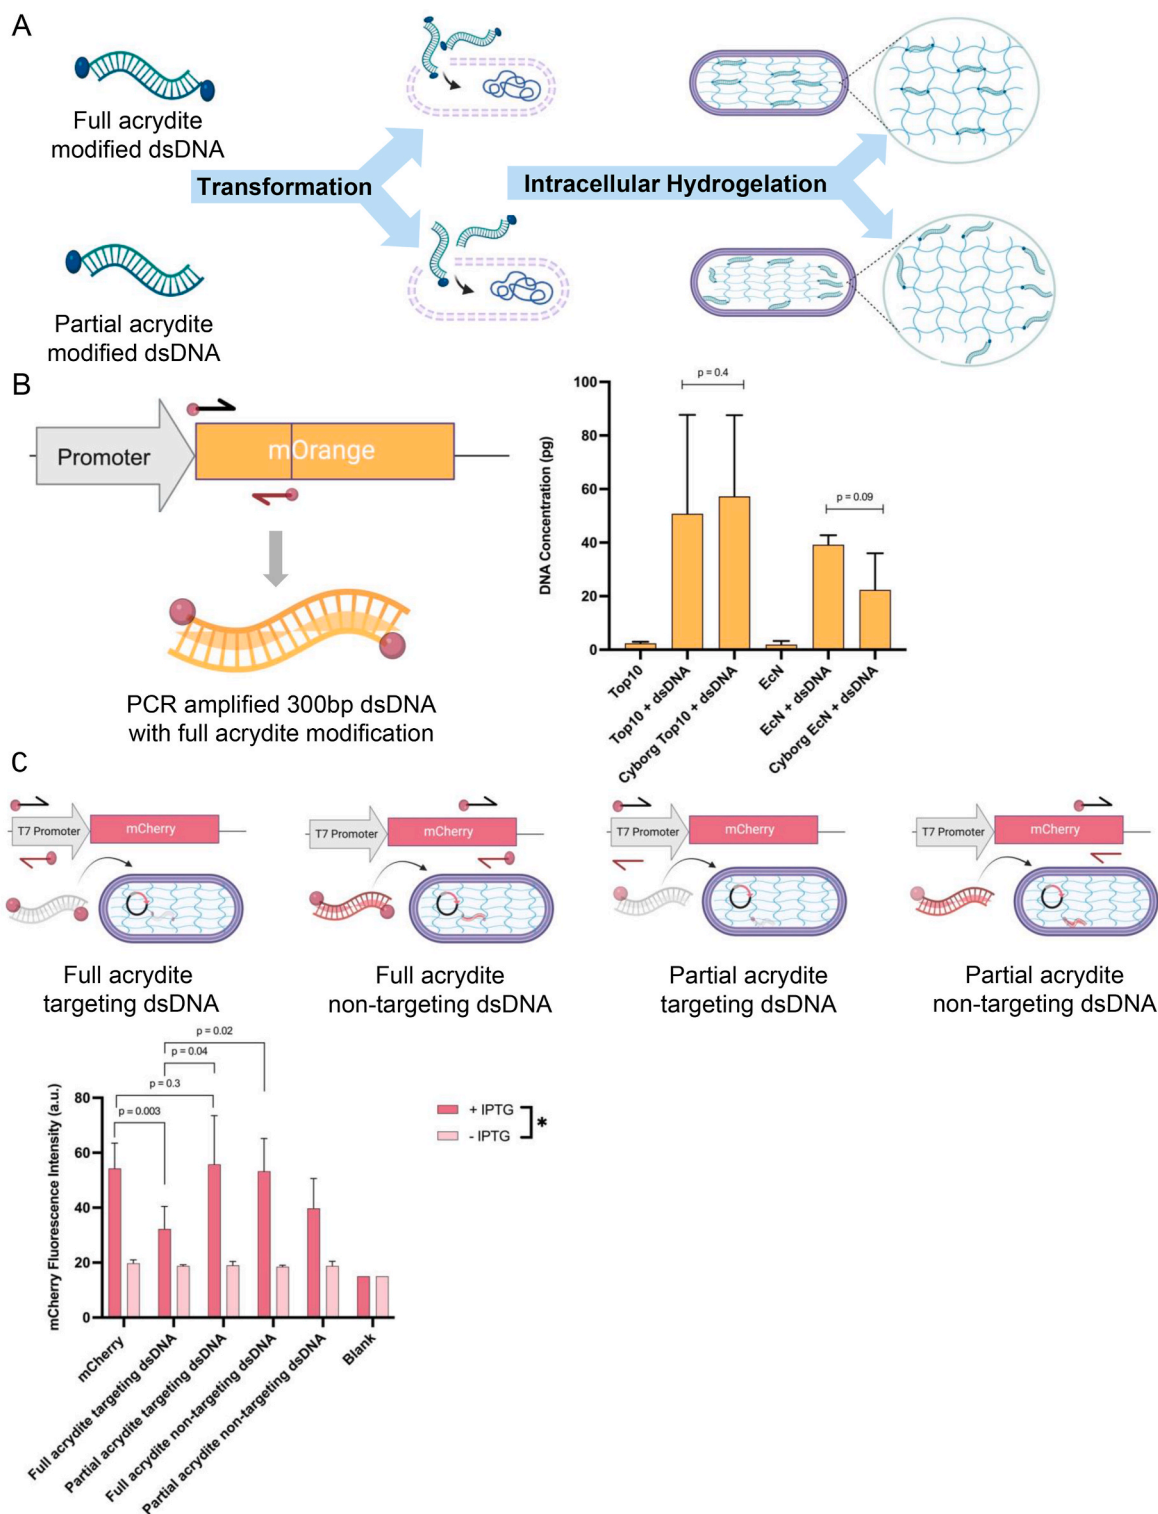 A
Full acrydite
modified dsDNA
Transformation
Intracellular Hydrogelation
Partial acrydite
modified dsDNA
B
Promoter
mOrange
PCR amplified 300bp dsDNA
with full acrydite modification
DNA Concentration (pg)
100
80
60
40
20
0
p = 0.4
p = 0.09
Top10
Top10 + dsDNA
Cyborg Top10 + dsDNA
EcN
EcN + dsDNA
Cyborg EcN + dsDNA
C
T7 Promoter
mCherry
T7 Promoter
mCherry
T7 Promoter
mCherry
T7 Promoter
mCherry
Full acrydite
targeting dsDNA
Full acrydite
non-targeting dsDNA
Partial acrydite
targeting dsDNA
Partial acrydite
non-targeting dsDNA
mCherry Fluorescence Intensity (a.u.)
80
60
40
20
0
p = 0.02
p = 0.04
p = 0.3
p = 0.003
+ IPTG
- IPTG
*
mCherry
Full acrydite targeting dsDNA
Partial acrydite targeting dsDNA
Full acrydite non-targeting dsDNA
Partial acrydite non-targeting dsDNA
Blank